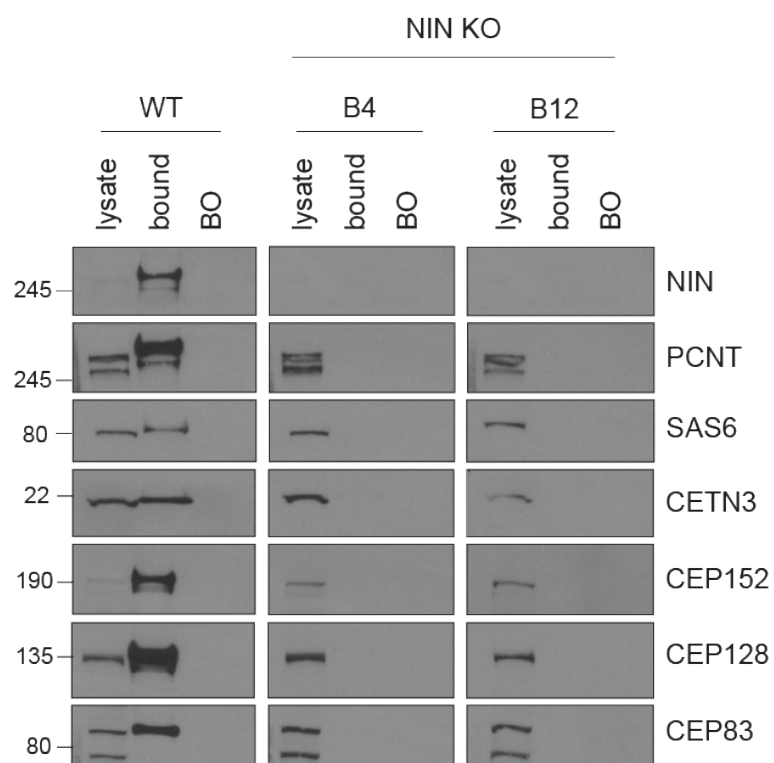 NIN KO
WT B4 B12
lysate bound BO lysate bound BO lysate bound BO
245 NIN
245 PCNT
80 SAS6
22 CETN3
190 CEP152
135 CEP128
80 CEP83